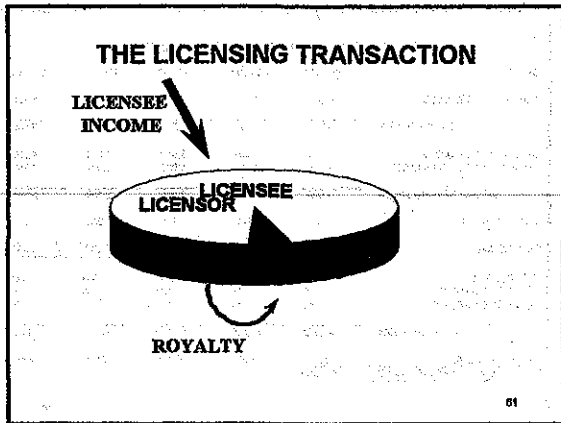 THE LICENSING TRANSACTION
LICENSEE
INCOME
LICENSEE
LICENSOR
ROYALTY
61